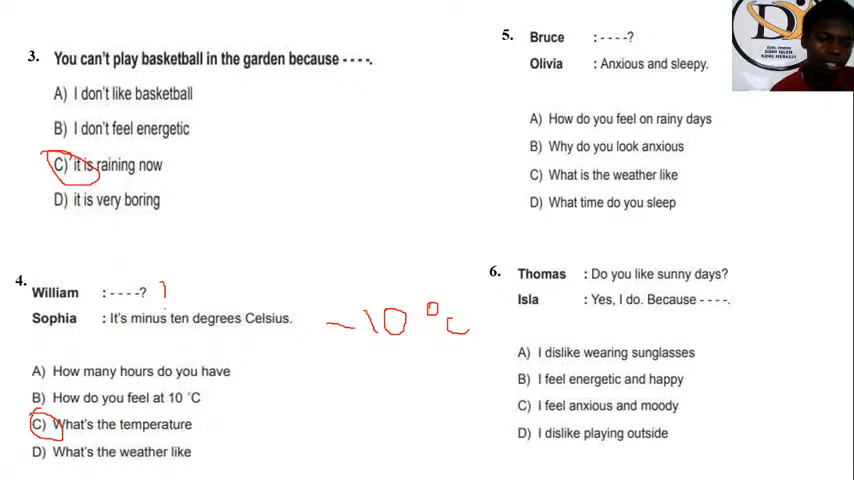 3. You can't play basketball in the garden because ----.
A) I don't like basketball
B) I don't feel energetic
C) it is raining now
D) it is very boring
4.
William : ----?
Sophia : It's minus ten degrees Celsius.
-10 °C
A) How many hours do you have
B) How do you feel at 10 °C
C) What's the temperature
D) What's the weather like
5. Bruce : ----?
Olivia : Anxious and sleepy.
A) How do you feel on rainy days
B) Why do you look anxious
C) What is the weather like
D) What time do you sleep
6. Thomas : Do you like sunny days?
Isla : Yes, I do. Because ----.
A) I dislike wearing sunglasses
B) I feel energetic and happy
C) I feel anxious and moody
D) I dislike playing outside